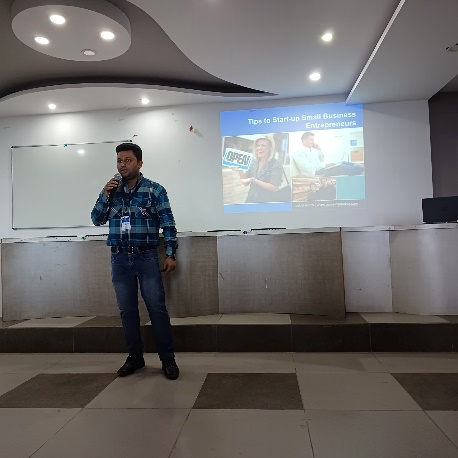 Tips to Start-up Small Business
Entrepreneurs
OPEN